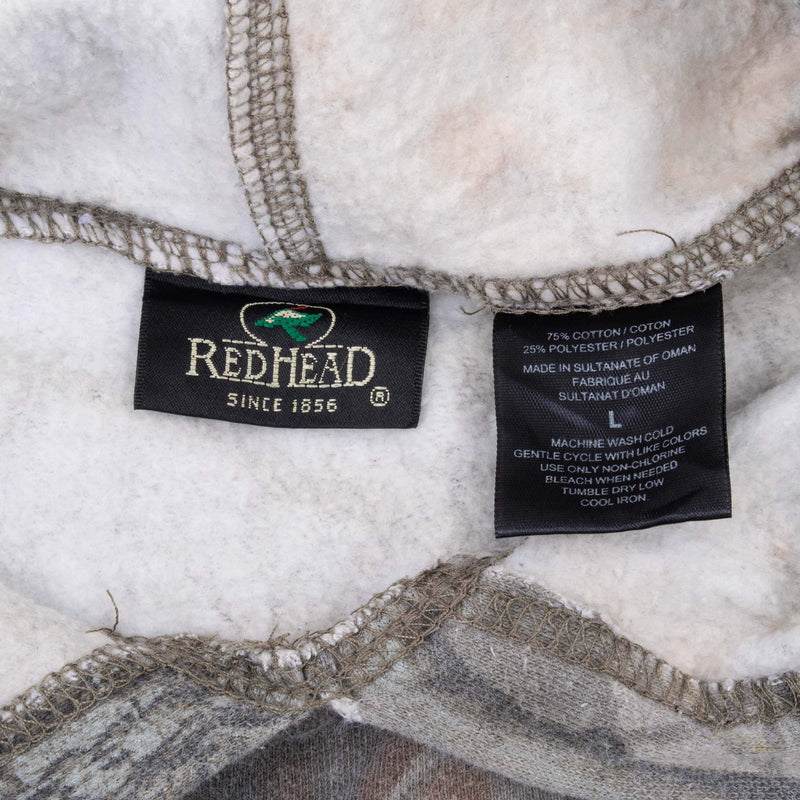 REDHEAD ®
SINCE 1856
75% COTTON / COTON
25% POLYESTER / POLYESTER
MADE IN SULTANATE OF OMAN
FABRIQUÉ AU
SULTANAT D'OMAN
L
MACHINE WASH COLD
GENTLE CYCLE WITH LIKE COLORS
USE ONLY NON-CHLORINE
BLEACH WHEN NEEDED
TUMBLE DRY LOW
COOL IRON.